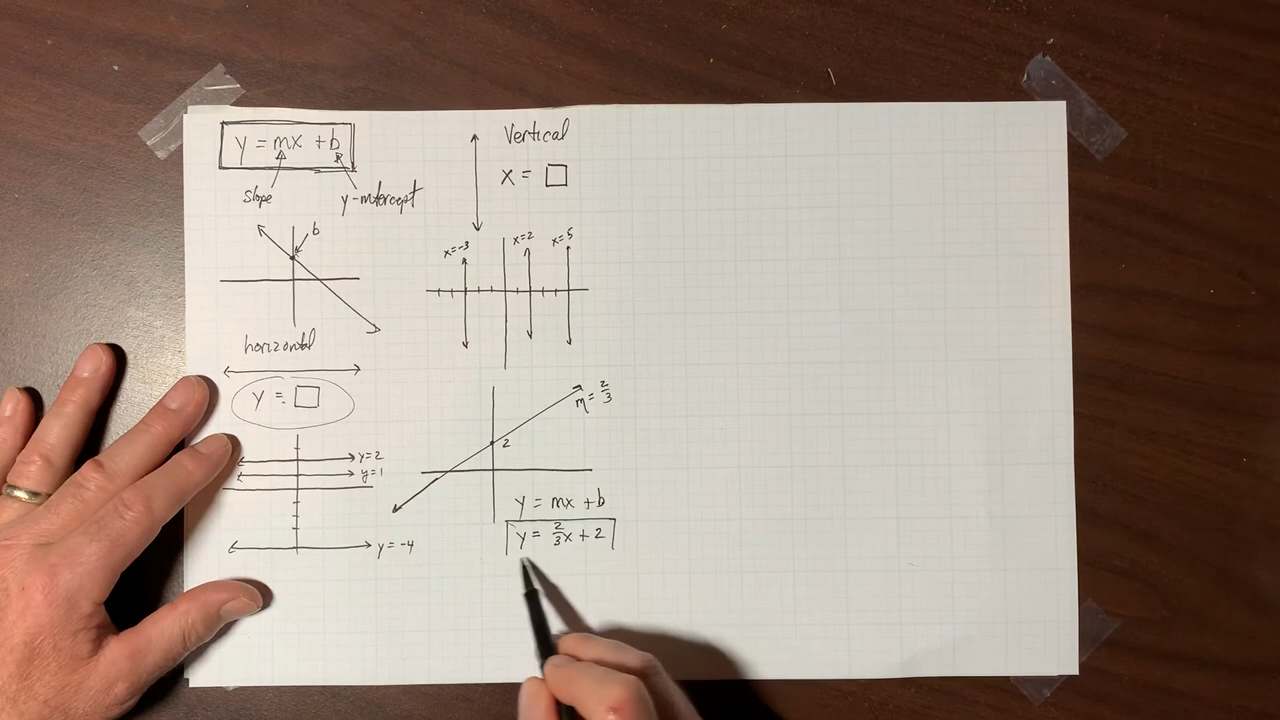 y = mx + b
slope
y-intercept
b
horizontal
y = □
y=2
y=1
y = -4
Vertical
x = □
x=-3
x=2
x=5
m = 2/3
2
y = mx + b
y = 2/3x + 2